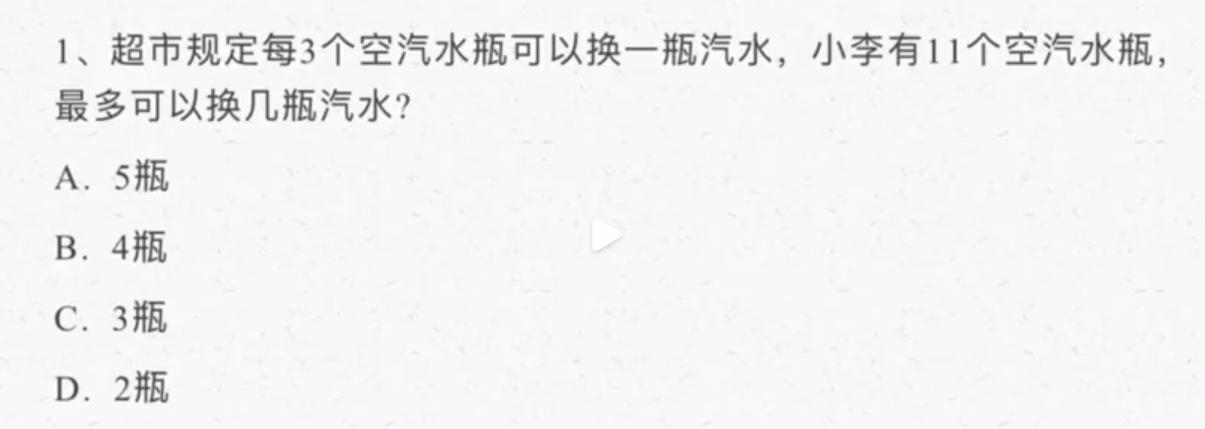 1、超市规定每3个空汽水瓶可以换一瓶汽水，小李有11个空汽水瓶，
最多可以换几瓶汽水?
A. 5瓶
B. 4瓶
C. 3瓶
D. 2瓶